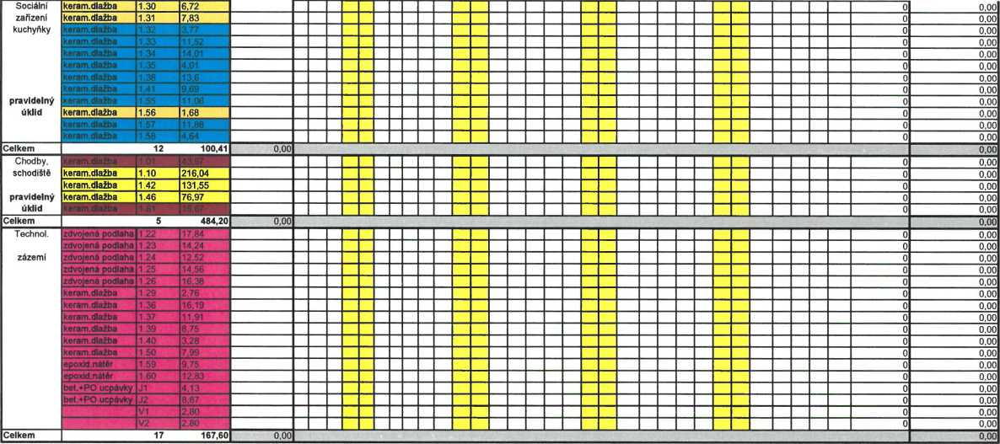 Sociální keram.dlažba 1.30 6,72 0 0,00
zařízení keram.dlažba 1.31 7,83 0 0,00
kuchyňky keram.dlažba 1.32 3,77 0 0,00
keram.dlažba 1.33 11,52 0 0,00
keram.dlažba 1.34 14,01 0 0,00
keram.dlažba 1.35 4,01 0 0,00
keram.dlažba 1.38 13,6 0 0,00
keram.dlažba 1.41 9,69 0 0,00
pravidelný keram.dlažba 1.55 11,06 0 0,00
úklid keram.dlažba 1.56 1,68 0 0,00
keram.dlažba 1.57 11,88 0 0,00
keram.dlažba 1.58 4,64 0 0,00
Celkem 12 100,41 0,00 0,00
Chodby, keram.dlažba 1.01 43,97 0 0,00
schodiště keram.dlažba 1.10 216,04 0 0,00
keram.dlažba 1.42 131,55 0 0,00
pravidelný keram.dlažba 1.46 76,97 0 0,00
úklid keram.dlažba 1.61 15,67 0 0,00
Celkem 5 484,20 0,00 0,00
Technol. zdvojená podlaha 1.22 17,84 0 0,00
zdvojená podlaha 1.23 14,24 0 0,00
zázemí zdvojená podlaha 1.24 12,52 0 0,00
zdvojená podlaha 1.25 14,56 0 0,00
zdvojená podlaha 1.26 16,38 0 0,00
keram.dlažba 1.29 2,76 0 0,00
keram.dlažba 1.36 16,19 0 0,00
keram.dlažba 1.37 11,91 0 0,00
keram.dlažba 1.39 8,75 0 0,00
keram.dlažba 1.40 3,28 0 0,00
keram.dlažba 1.50 7,99 0 0,00
epoxid.nátěr 1.59 9,75 0 0,00
epoxid.nátěr 1.60 12,83 0 0,00
bet.+PO ucpávky J1 4,13 0 0,00
bet.+PO ucpávky J2 8,87 0 0,00
V1 2,80 0 0,00
V2 2,80 0 0,00
Celkem 17 167,60 0,00 0,00